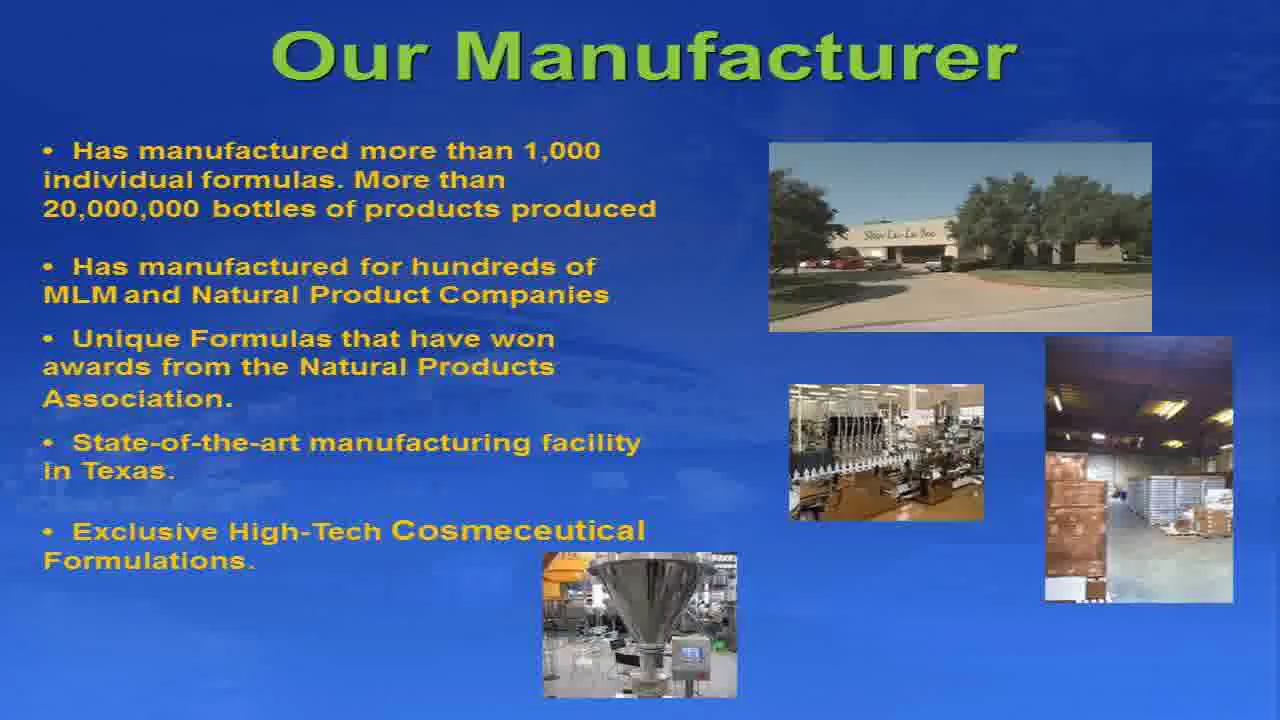 Our Manufacturer
• Has manufactured more than 1,000
individual formulas. More than
20,000,000 bottles of products produced
• Has manufactured for hundreds of
MLM and Natural Product Companies
• Unique Formulas that have won
awards from the Natural Products
Association.
• State-of-the-art manufacturing facility
in Texas.
• Exclusive High-Tech Cosmeceutical
Formulations.